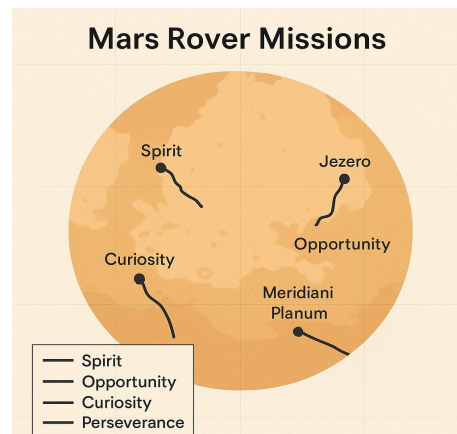 Mars Rover Missions
Spirit
Jezero
Opportunity
Curiosity
Meridiani
Planum
Spirit
Opportunity
Curiosity
Perseverance